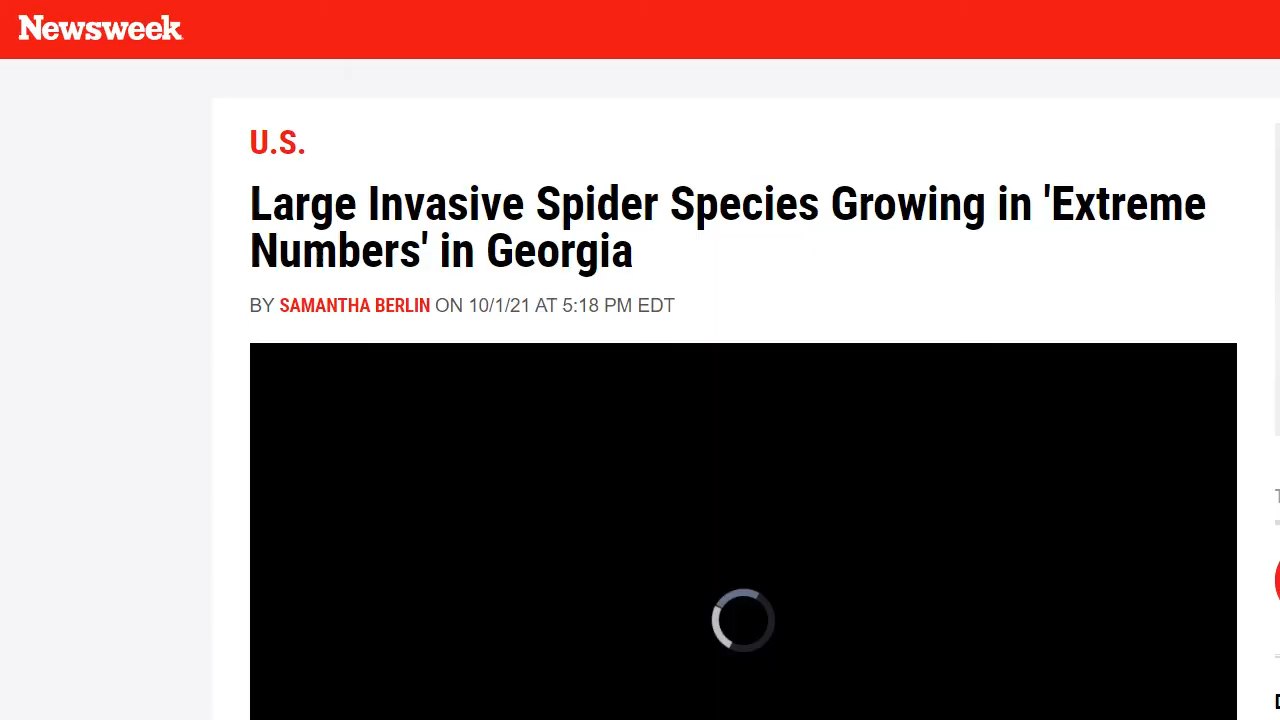 Newsweek
U.S.
Large Invasive Spider Species Growing in 'Extreme
Numbers' in Georgia
BY SAMANTHA BERLIN ON 10/1/21 AT 5:18 PM EDT